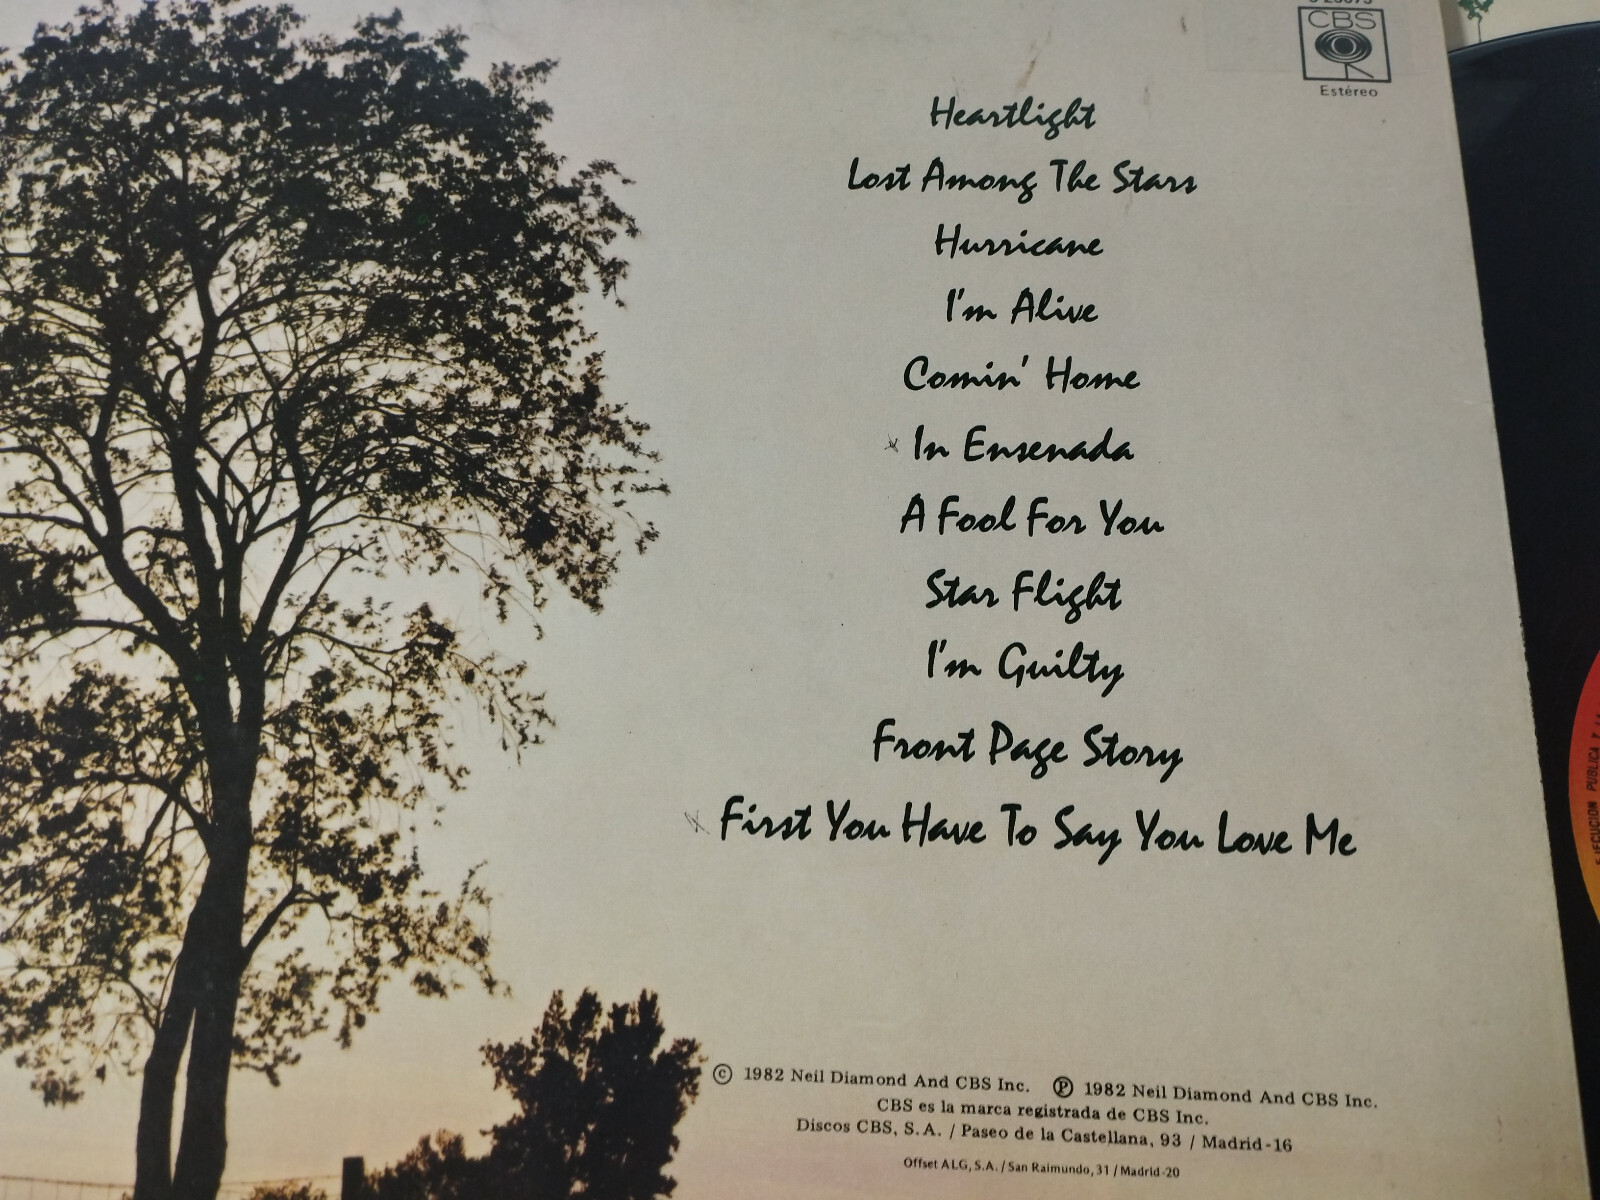 CBS
Estéreo
Heartlight
Lost Among The Stars
Hurricane
I'm Alive
Comin' Home
In Ensenada
A Fool For You
Star Flight
I'm Guilty
Front Page Story
First You Have To Say You Love Me
© 1982 Neil Diamond And CBS Inc. ℗ 1982 Neil Diamond And CBS Inc.
CBS es la marca registrada de CBS Inc.
Discos CBS, S.A. / Paseo de la Castellana, 93 / Madrid-16
Offset ALG, S.A. / San Raimundo, 31 / Madrid-20
EJECUCION PUBLICA Y